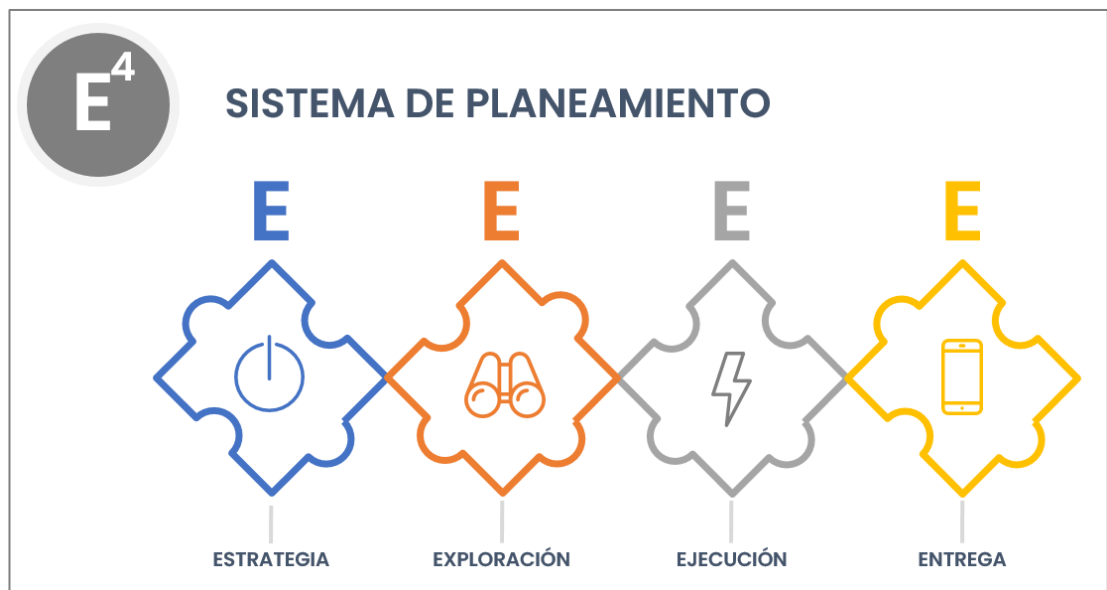 E⁴
SISTEMA DE PLANEAMIENTO
E E E E
ESTRATEGIA EXPLORACIÓN EJECUCIÓN ENTREGA